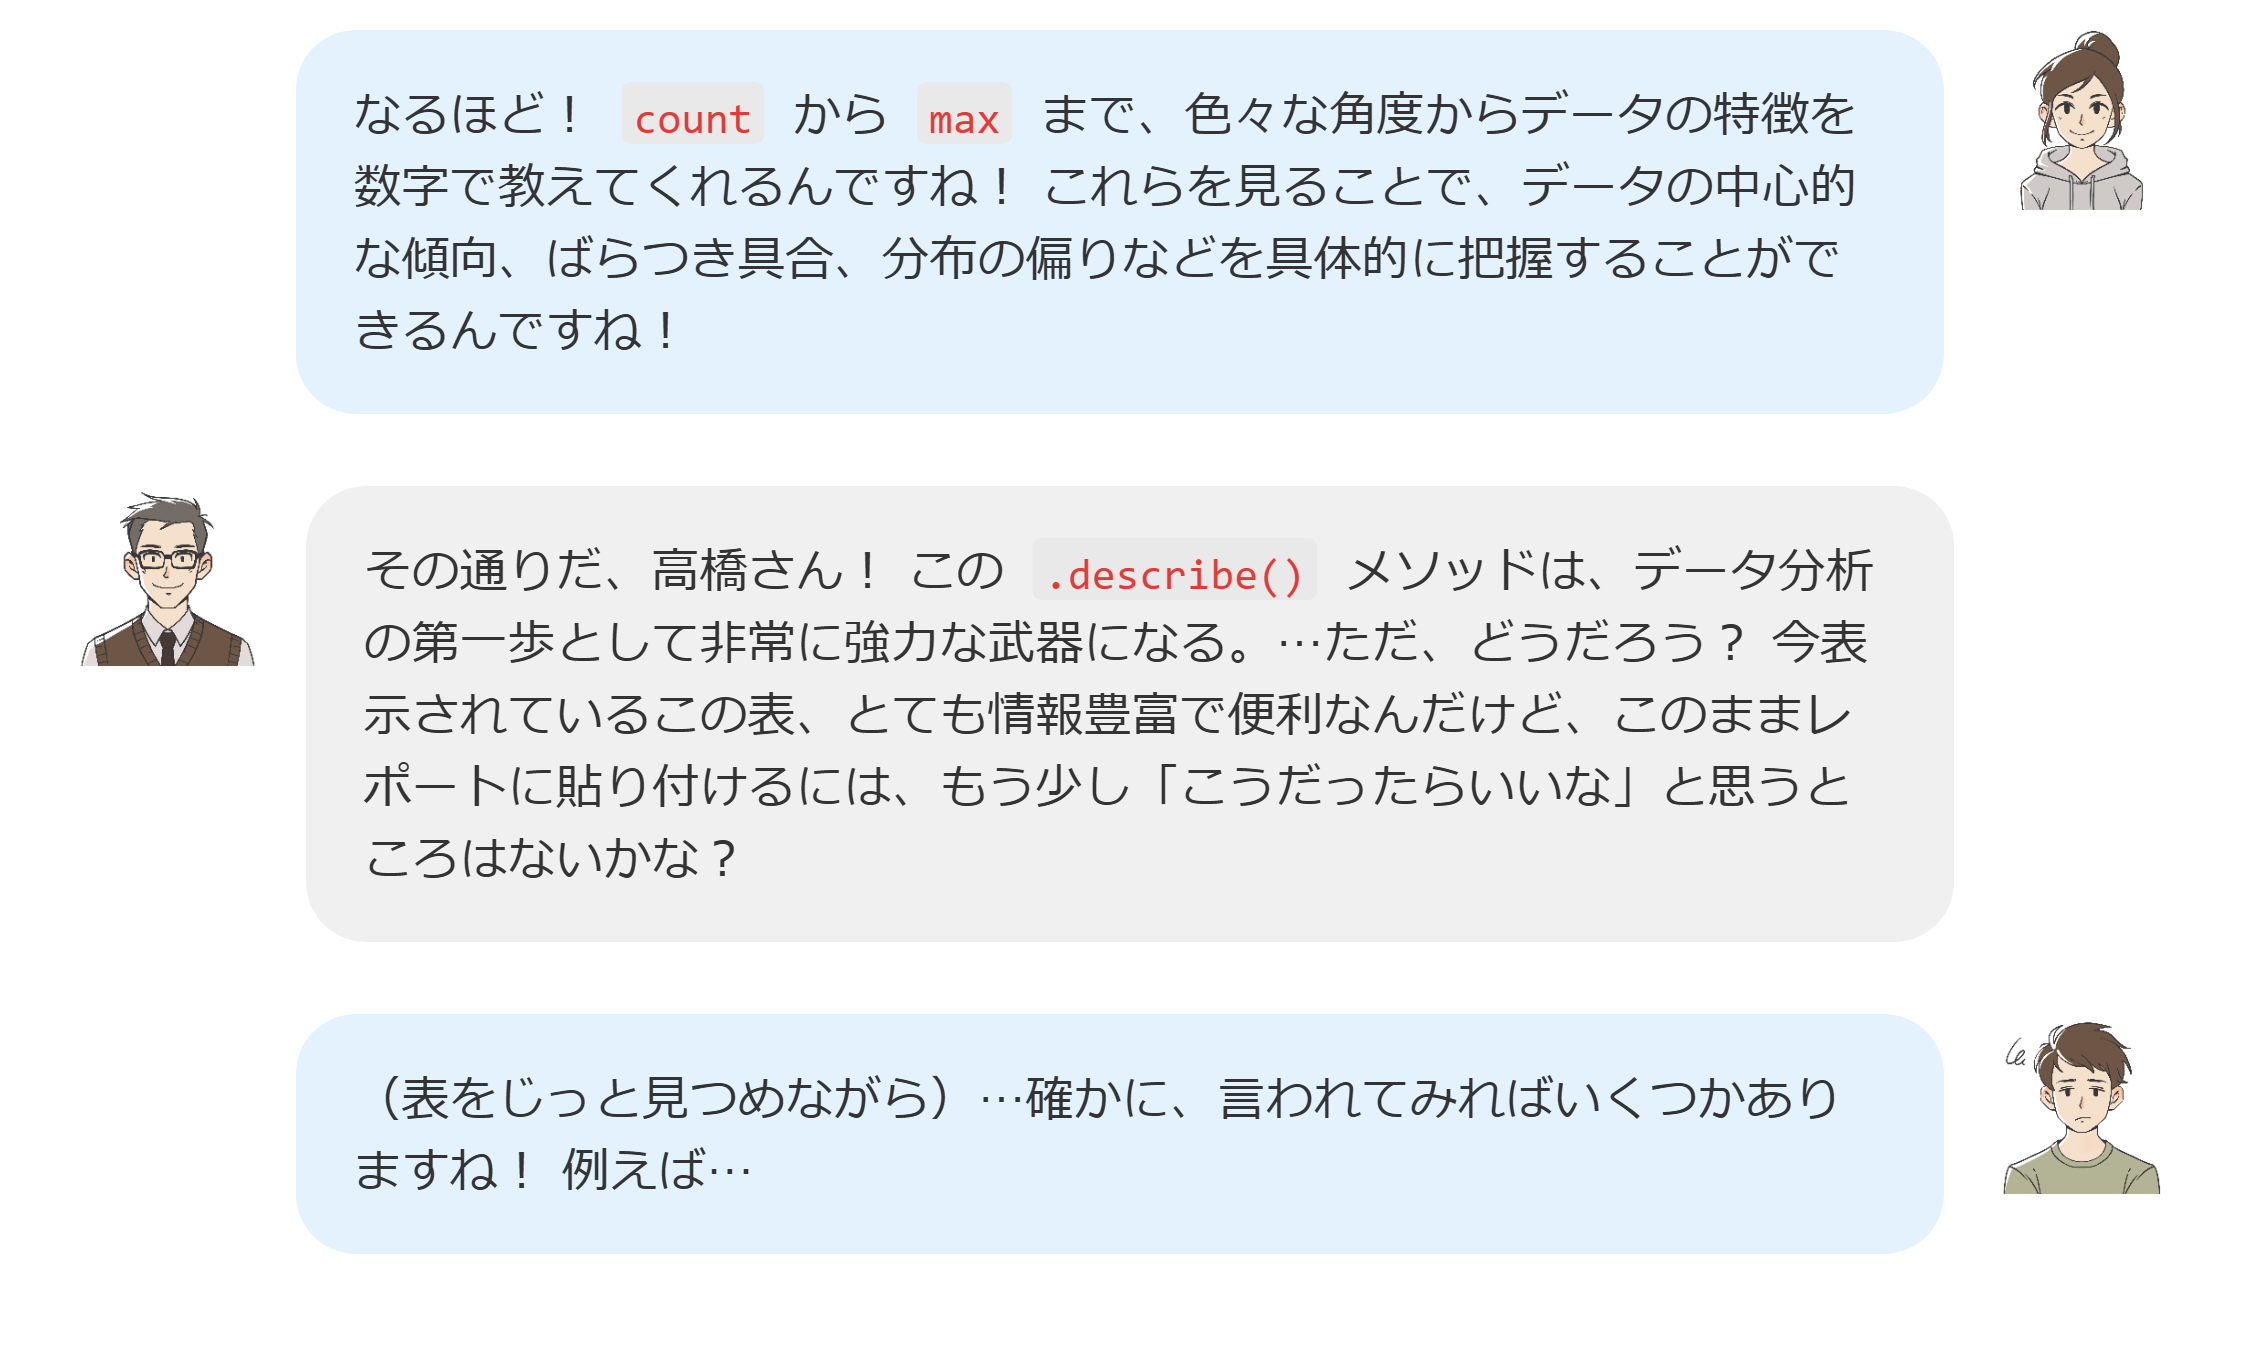 なるほど！ count から max まで、色々な角度からデータの特徴を
数字で教えてくれるんですね！ これらを見ることで、データの中心的
な傾向、ばらつき具合、分布の偏りなどを具体的に把握することがで
きるんですね！
その通りだ、高橋さん！ この .describe() メソッドは、データ分析
の第一歩として非常に強力な武器になる。…ただ、どうだろう？ 今表
示されているこの表、とても情報豊富で便利なんだけど、このままレ
ポートに貼り付けるには、もう少し「こうだったらいいな」と思うと
ころはないかな？
（表をじっと見つめながら）…確かに、言われてみればいくつかあり
ますね！ 例えば…